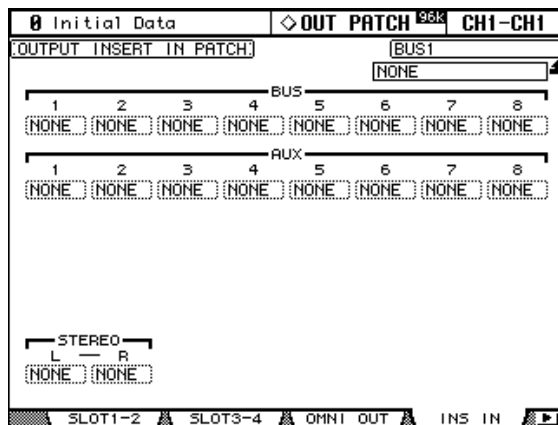 0 Initial Data ◇OUT PATCH 96k CH1-CH1
OUTPUT INSERT IN PATCH
BUS1
NONE
BUS
1 2 3 4 5 6 7 8
NONE NONE NONE NONE NONE NONE NONE NONE
AUX
1 2 3 4 5 6 7 8
NONE NONE NONE NONE NONE NONE NONE NONE
STEREO
L — R
NONE NONE
SLOT1-2 SLOT3-4 OMNI OUT INS IN